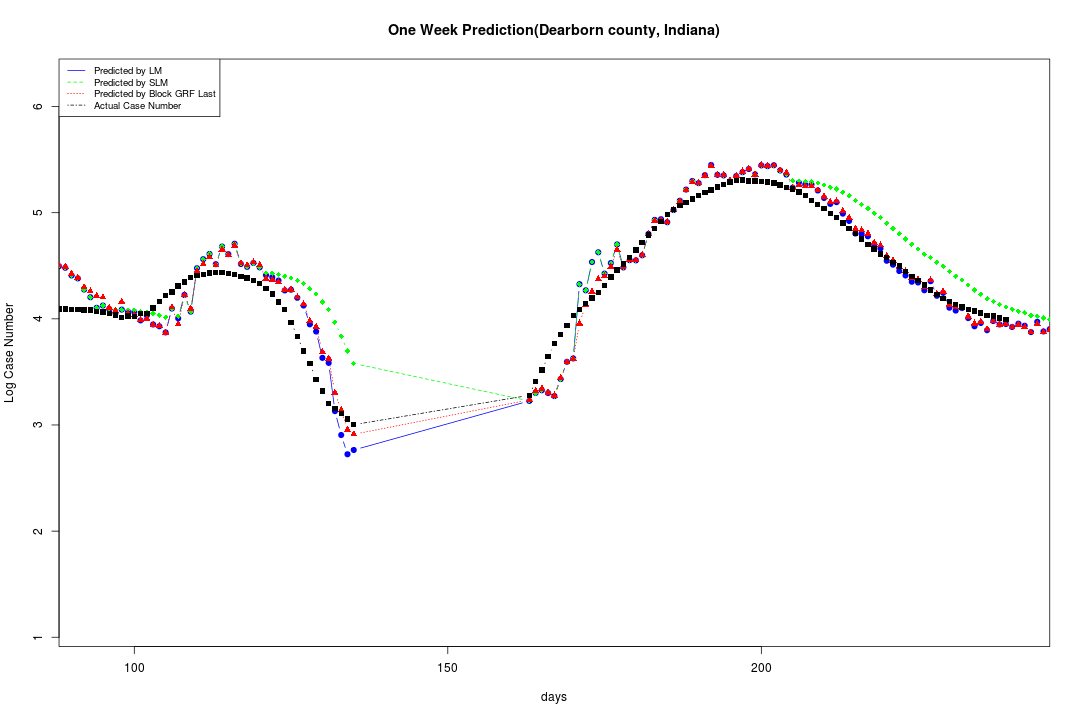 One Week Prediction(Dearborn county, Indiana)
Predicted by LM
Predicted by SLM
Predicted by Block GRF Last
Actual Case Number
6
5
4
3
2
1
Log Case Number
100 150 200
days